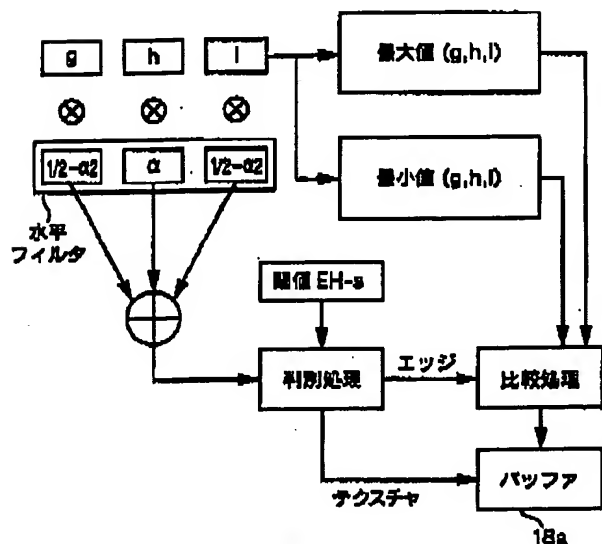 g h i
最大値 (g,h,i)
1/2-α2 α 1/2-α2
最小値 (g,h,i)
水平
フィルタ
閾値 EH-s
判別処理
エッジ
比較処理
テクスチャ
バッファ
18a